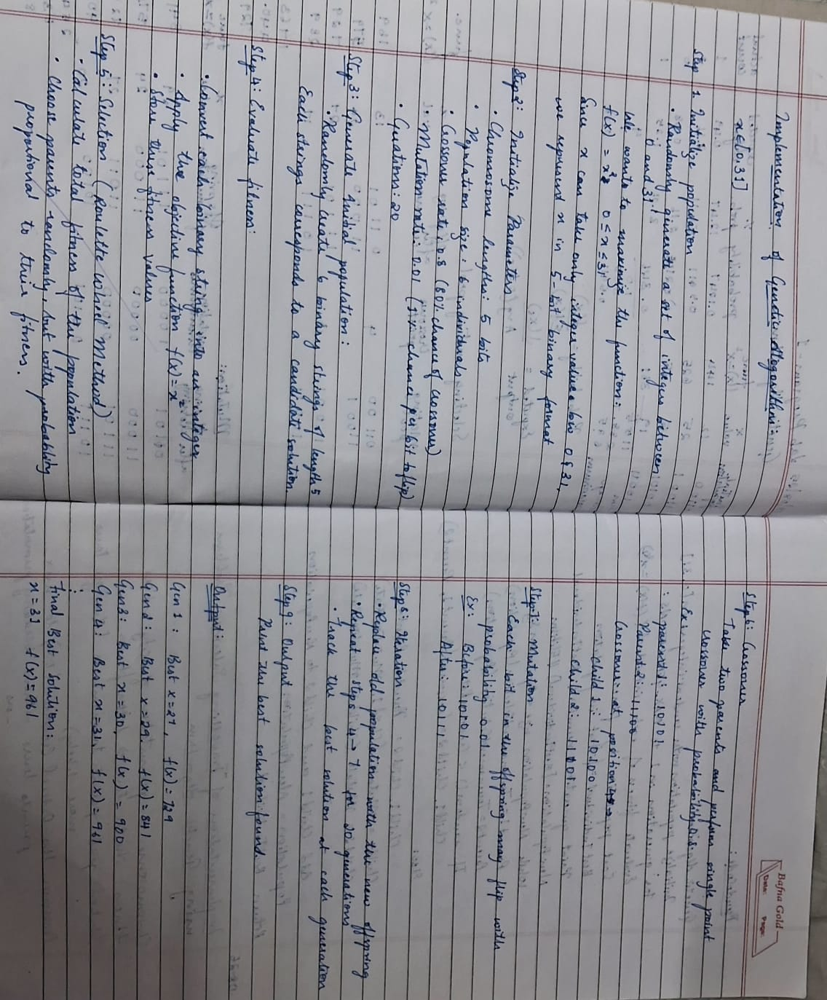 Implementation of Genetic Alogorithm
x∈[0,31]
Step 1. Initialize population
• Randomly generate a set of integers between
0 and 31
We wants to maximize the function:
f(x) = x² 0 ≤ x ≤ 31
Since x can take only integer values b/w 0 & 31,
we represent x in 5-bit binary format
Step 2: Initialize Parameters
• Chromosome lengths: 5 bits
• Population size: 6 individuals
• Crossover rate: 0.8 (80% chance of crossover)
• Mutation rate: 0.01 (1% chance per bit to flip)
• Generation: 20
Step 3: Generate Initial population:
• Randomly create 6 binary strings of length 5
Each strings corresponds to a candidate solution.
Step 4: Evaluate fitness:
• Convert each binary string into an integer
• Apply the objective function f(x) = x
• Store these fitness values
Step 5: Selection (Roulette wheel Method)
• Calculate total fitness of the population
• Choose parents randomly, but with probability
proportional to their fitness.
Bafna Gold
Date: Page:
Step 6: Crossover
Take two parents and perform single point
crossover with probability 0.8
Ex:
parent 1: 10101
Parent 2: 11100
Crossover at position
child 1: 10100
child 2: 11101
Step 7: Mutation
Each bit in the offspring may flip with
probability 0.01
Ex: Before: 10101
After: 10111
Step 8: Iteration
• Replace old population with the new offspring
• Repeat steps 4 → 7 for 20 generations
• Track the best solution at each generation
Step 9: Output
Print the best solution found.
Output:
Gen 1: Best x = 27, f(x) = 729
Gen 2: Best x = 29, f(x) = 841
Gen 3: Best x = 30, f(x) = 900
Gen 4: Best x = 31, f(x) = 961
⋮
Final Best Solution:
x = 31 f(x) = 961